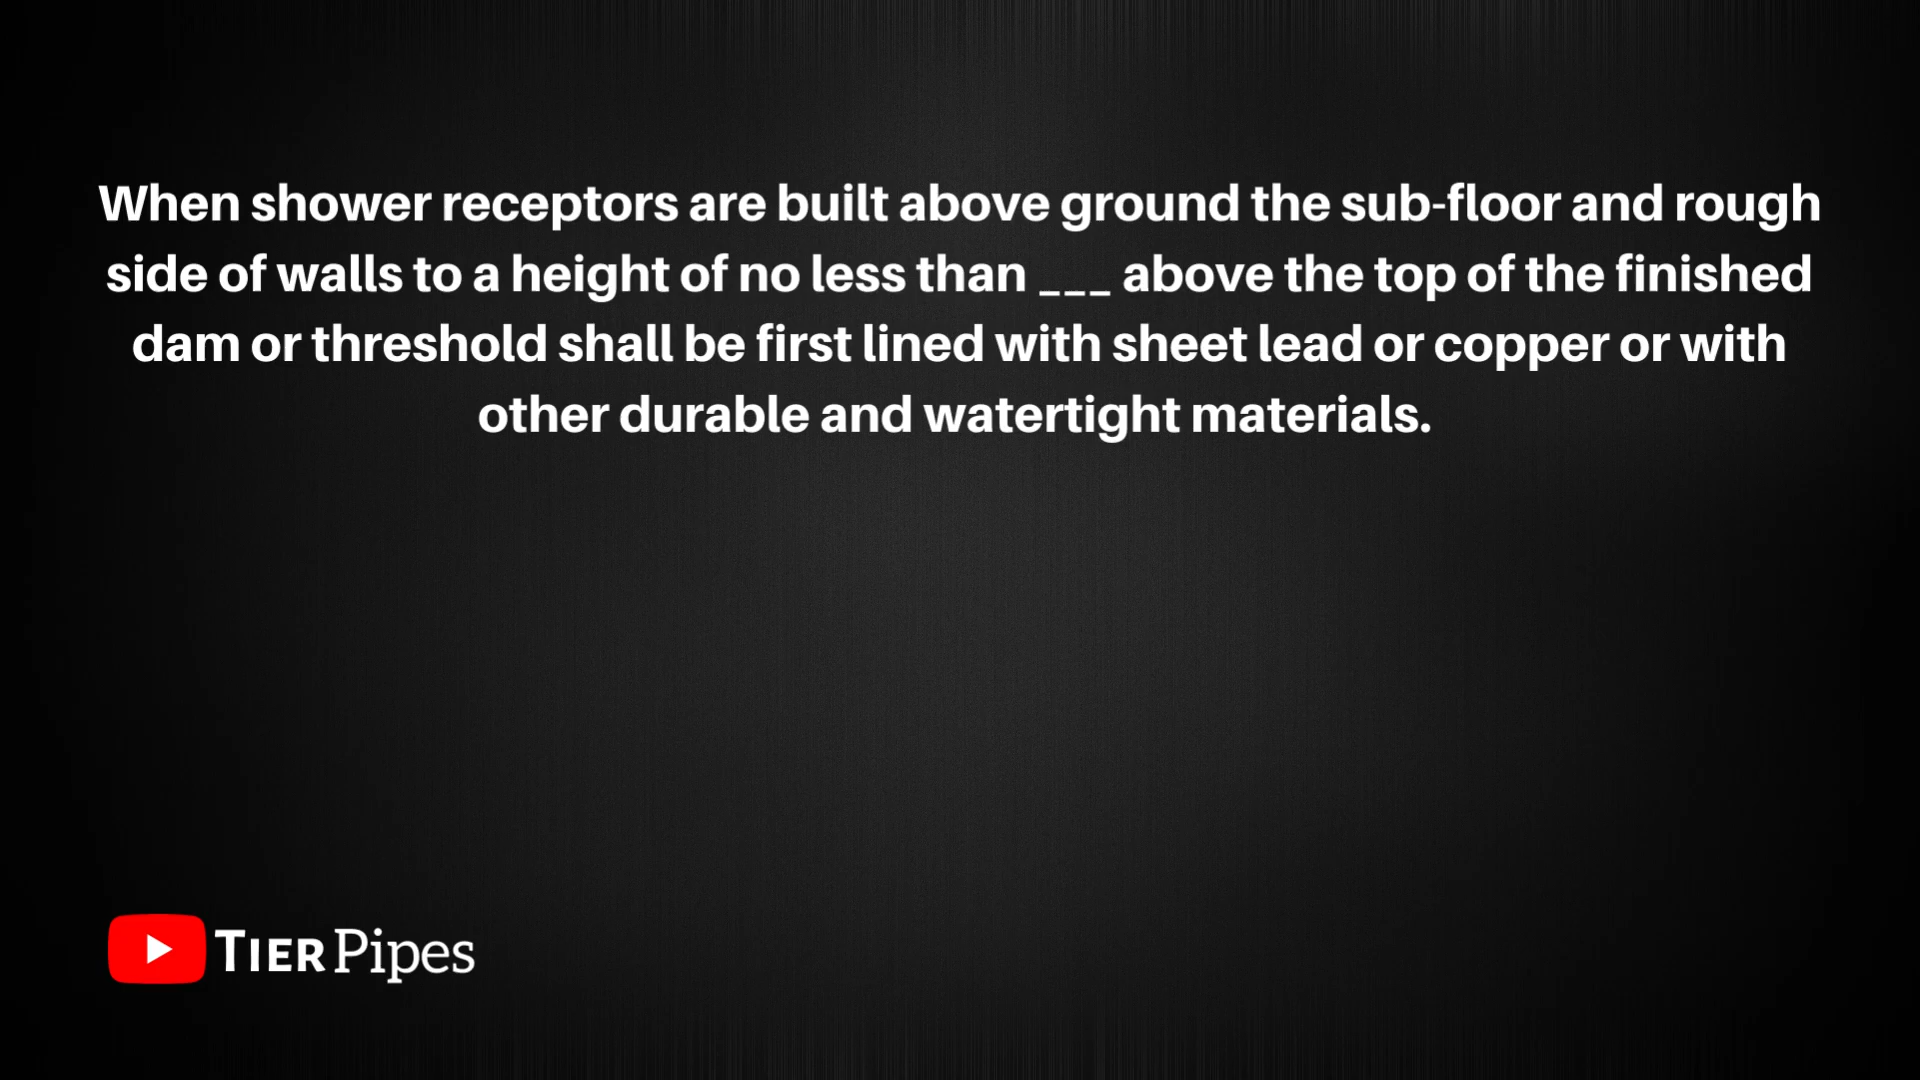 When shower receptors are built above ground the sub-floor and rough
side of walls to a height of no less than ___ above the top of the finished
dam or threshold shall be first lined with sheet lead or copper or with
other durable and watertight materials.
TIER Pipes